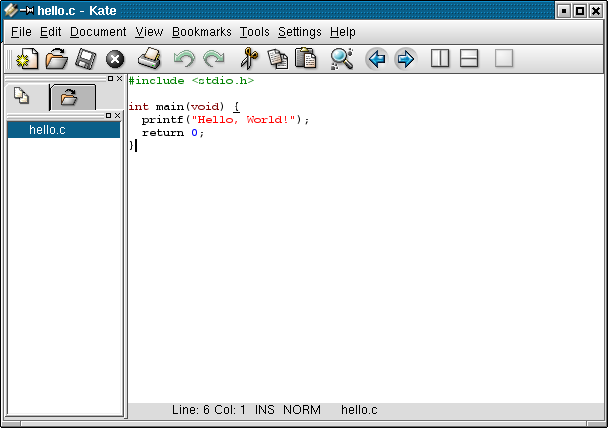 hello.c - Kate
File Edit Document View Bookmarks Tools Settings Help
#include <stdio.h>
hello.c
int main(void) {
  printf("Hello, World!");
  return 0;
}
Line: 6 Col: 1 INS NORM hello.c